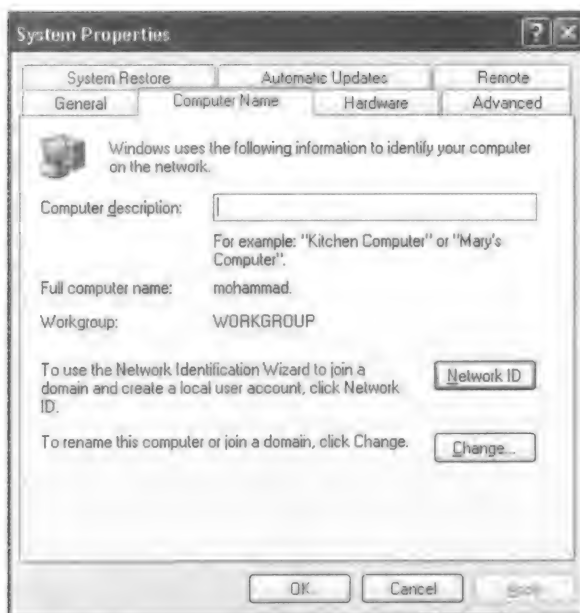 System Properties
System Restore Automatic Updates Remote
General Computer Name Hardware Advanced
Windows uses the following information to identify your computer
on the network.
Computer description:
For example: "Kitchen Computer" or "Mary's
Computer".
Full computer name: mohammad.
Workgroup: WORKGROUP
To use the Network Identification Wizard to join a
domain and create a local user account, click Network
ID.
Network ID
To rename this computer or join a domain, click Change.
Change...
OK Cancel